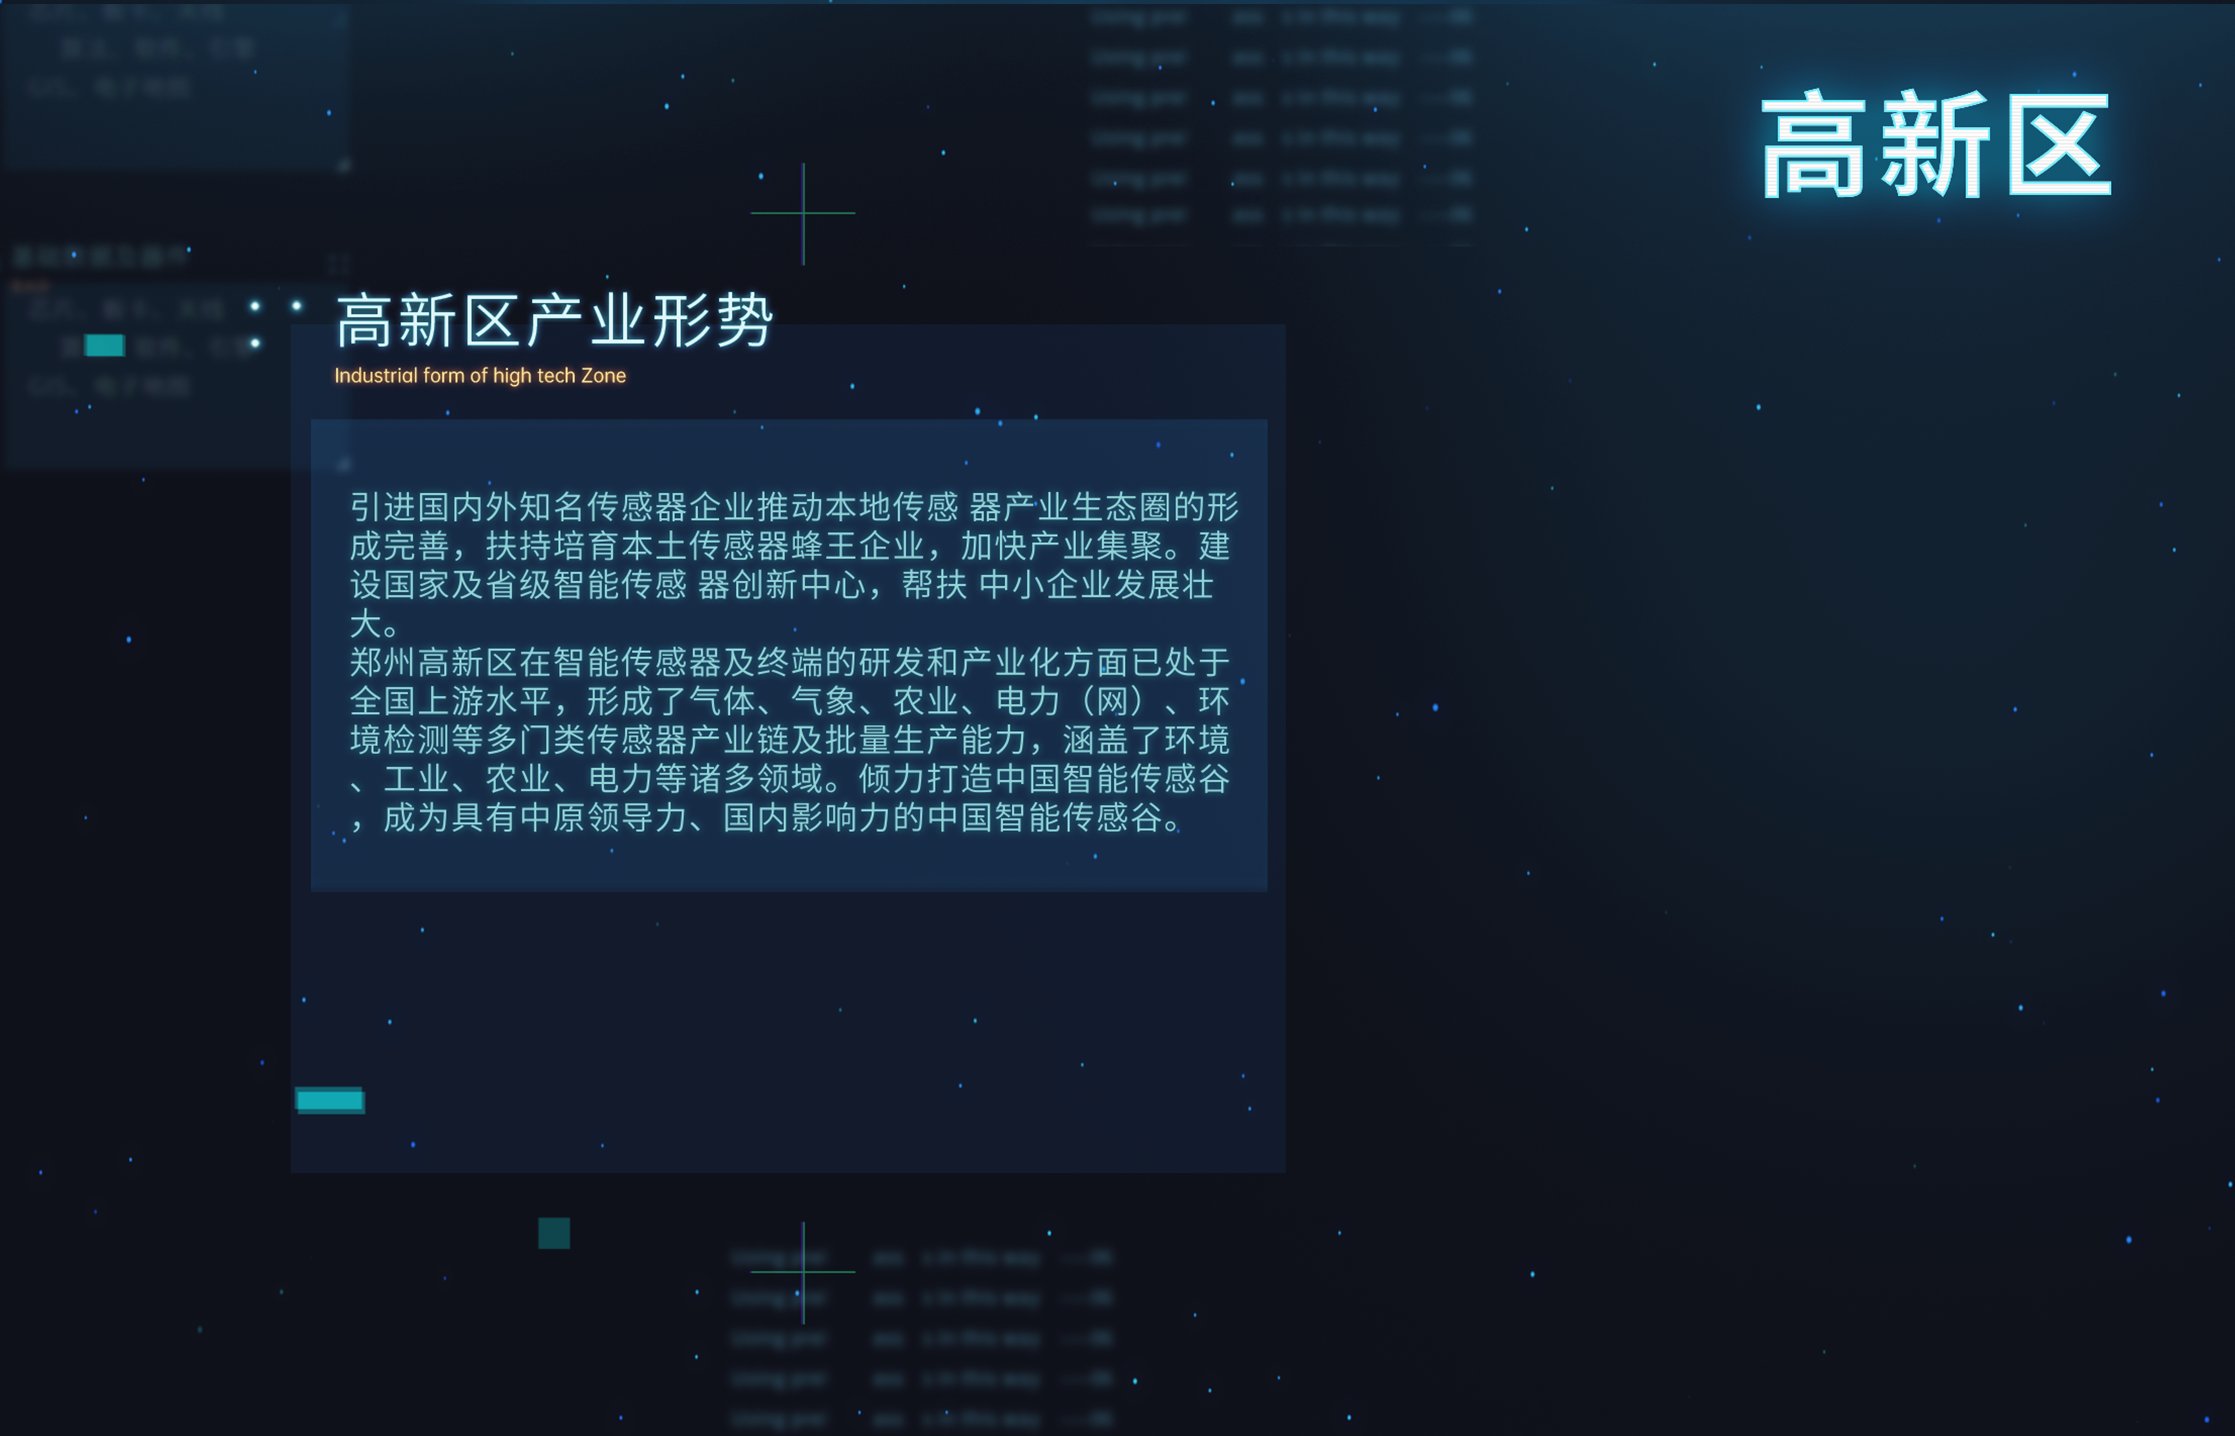 高新区
高新区产业形势
Industrial form of high tech Zone
引进国内外知名传感器企业推动本地传感 器产业生态圈的形
成完善，扶持培育本土传感器蜂王企业，加快产业集聚。建
设国家及省级智能传感 器创新中心，帮扶 中小企业发展壮
大。
郑州高新区在智能传感器及终端的研发和产业化方面已处于
全国上游水平，形成了气体、气象、农业、电力（网）、环
境检测等多门类传感器产业链及批量生产能力，涵盖了环境
、工业、农业、电力等诸多领域。倾力打造中国智能传感谷
，成为具有中原领导力、国内影响力的中国智能传感谷。